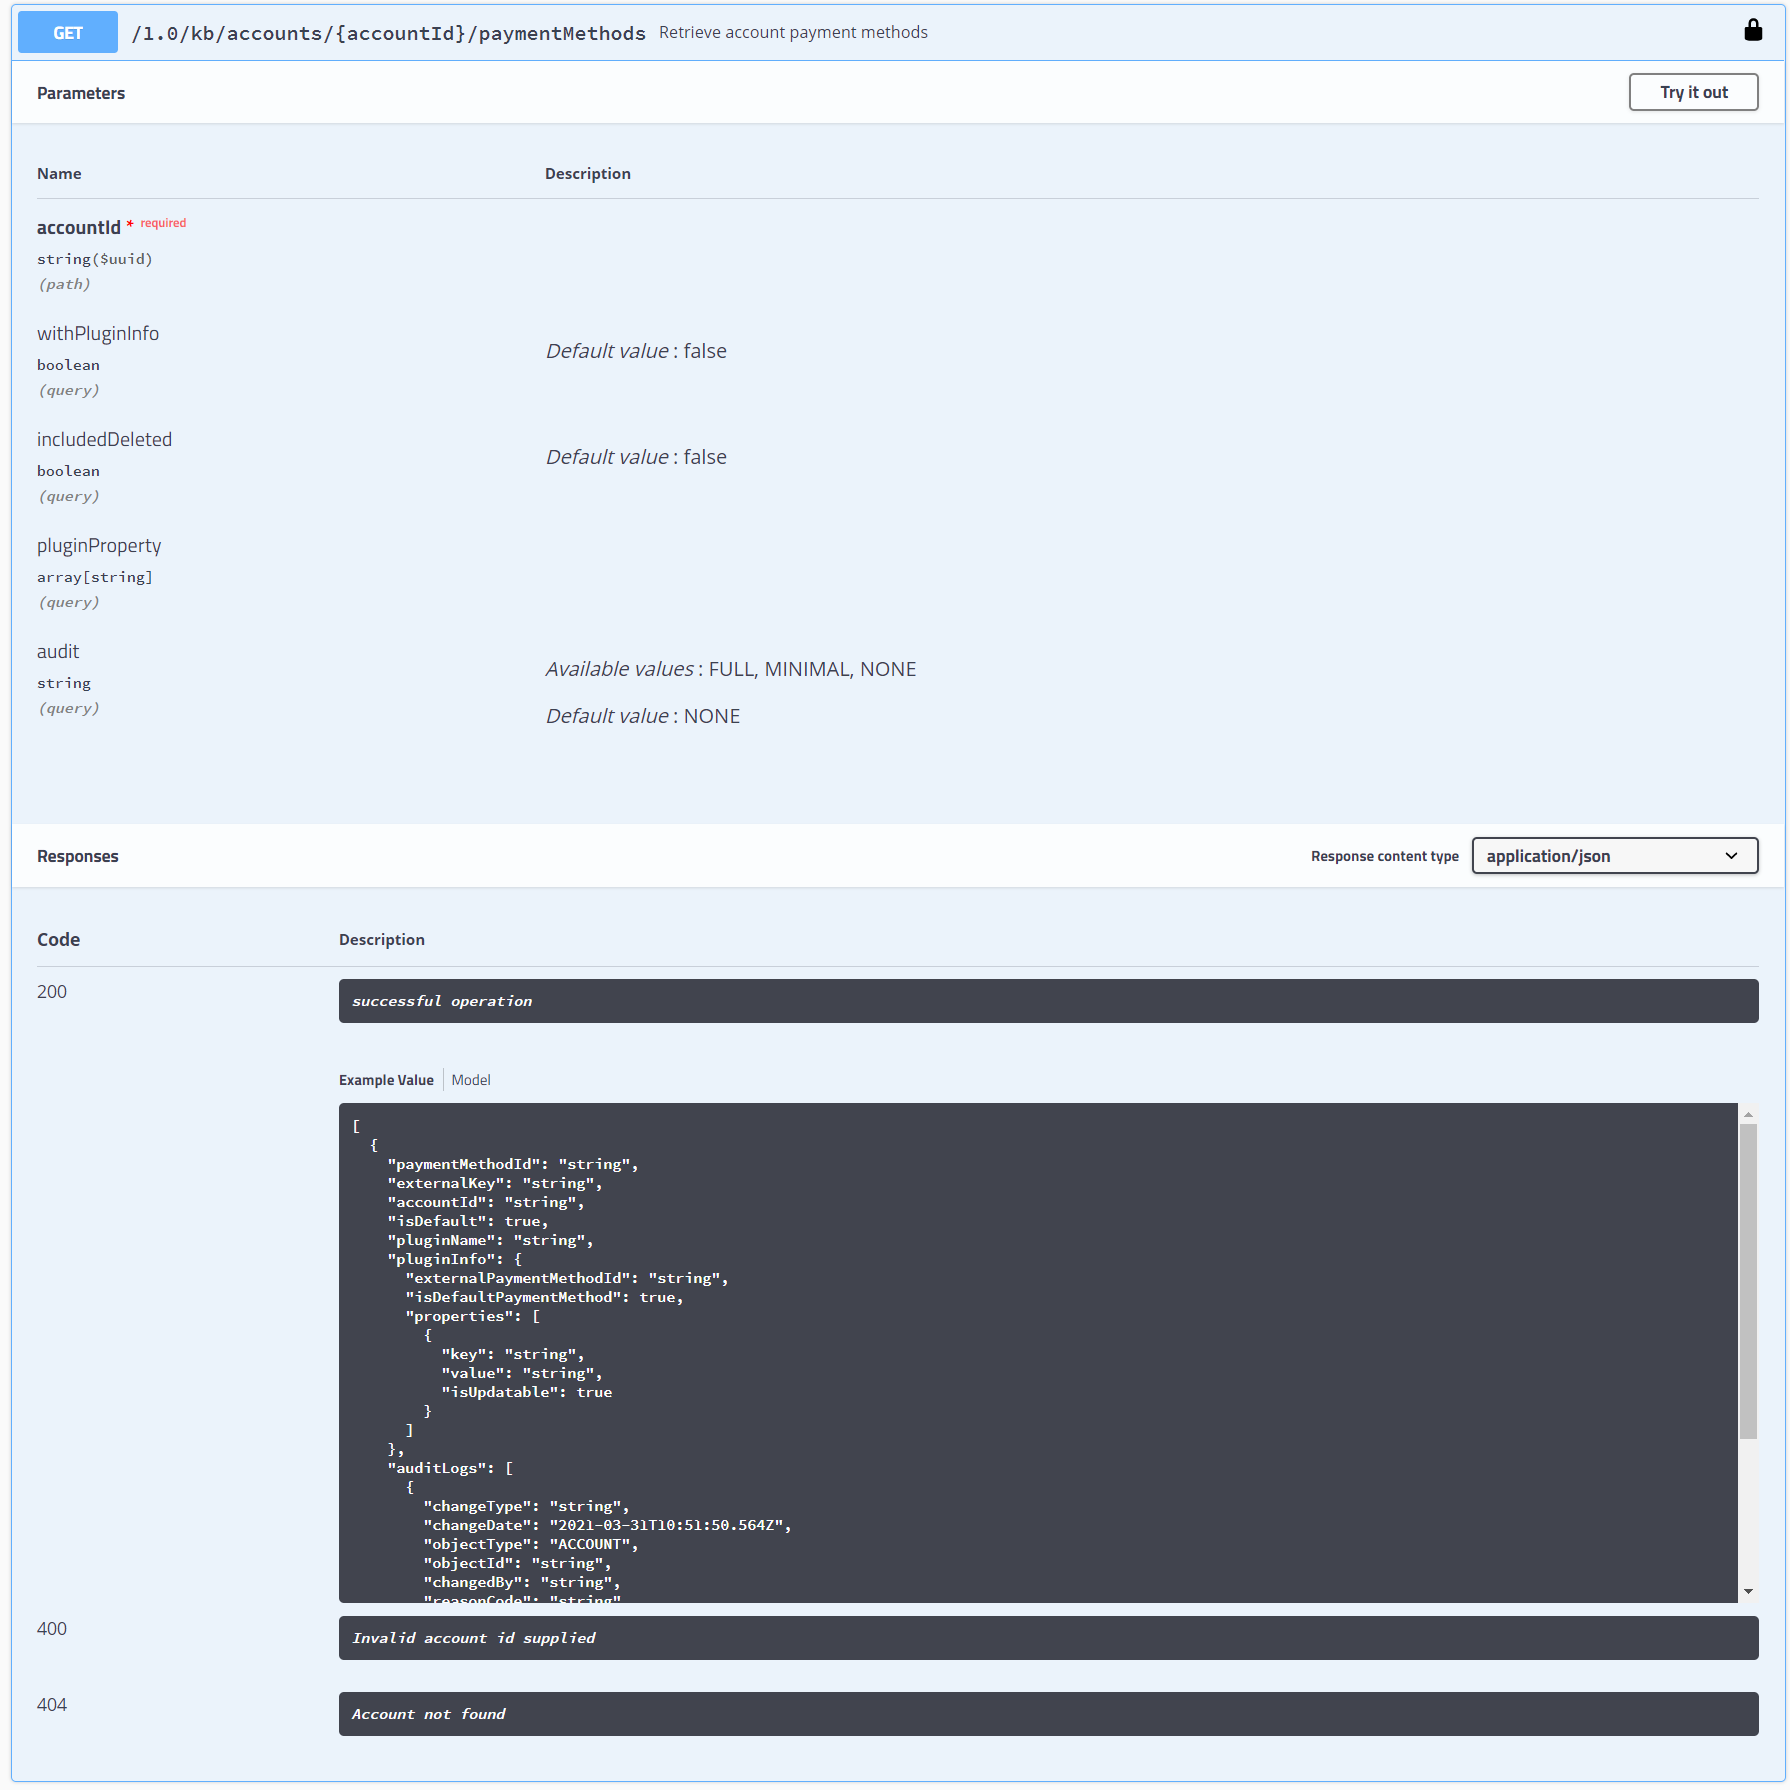 GET /1.0/kb/accounts/{accountId}/paymentMethods Retrieve account payment methods
Parameters
Try it out
Name Description
accountId * required
string($uuid)
(path)
withPluginInfo
boolean
(query)
Default value : false
includedDeleted
boolean
(query)
Default value : false
pluginProperty
array[string]
(query)
audit
string
(query)
Available values : FULL, MINIMAL, NONE
Default value : NONE
Responses
Response content type application/json
Code Description
200
successful operation
Example Value Model
[
{
"paymentMethodId": "string",
"externalKey": "string",
"accountId": "string",
"isDefault": true,
"pluginName": "string",
"pluginInfo": {
"externalPaymentMethodId": "string",
"isDefaultPaymentMethod": true,
"properties": [
{
"key": "string",
"value": "string",
"isUpdatable": true
}
]
},
"auditLogs": [
{
"changeType": "string",
"changeDate": "2021-03-31T10:51:50.564Z",
"objectType": "ACCOUNT",
"objectId": "string",
"changedBy": "string",
"reasonCode": "string"
400
Invalid account id supplied
404
Account not found